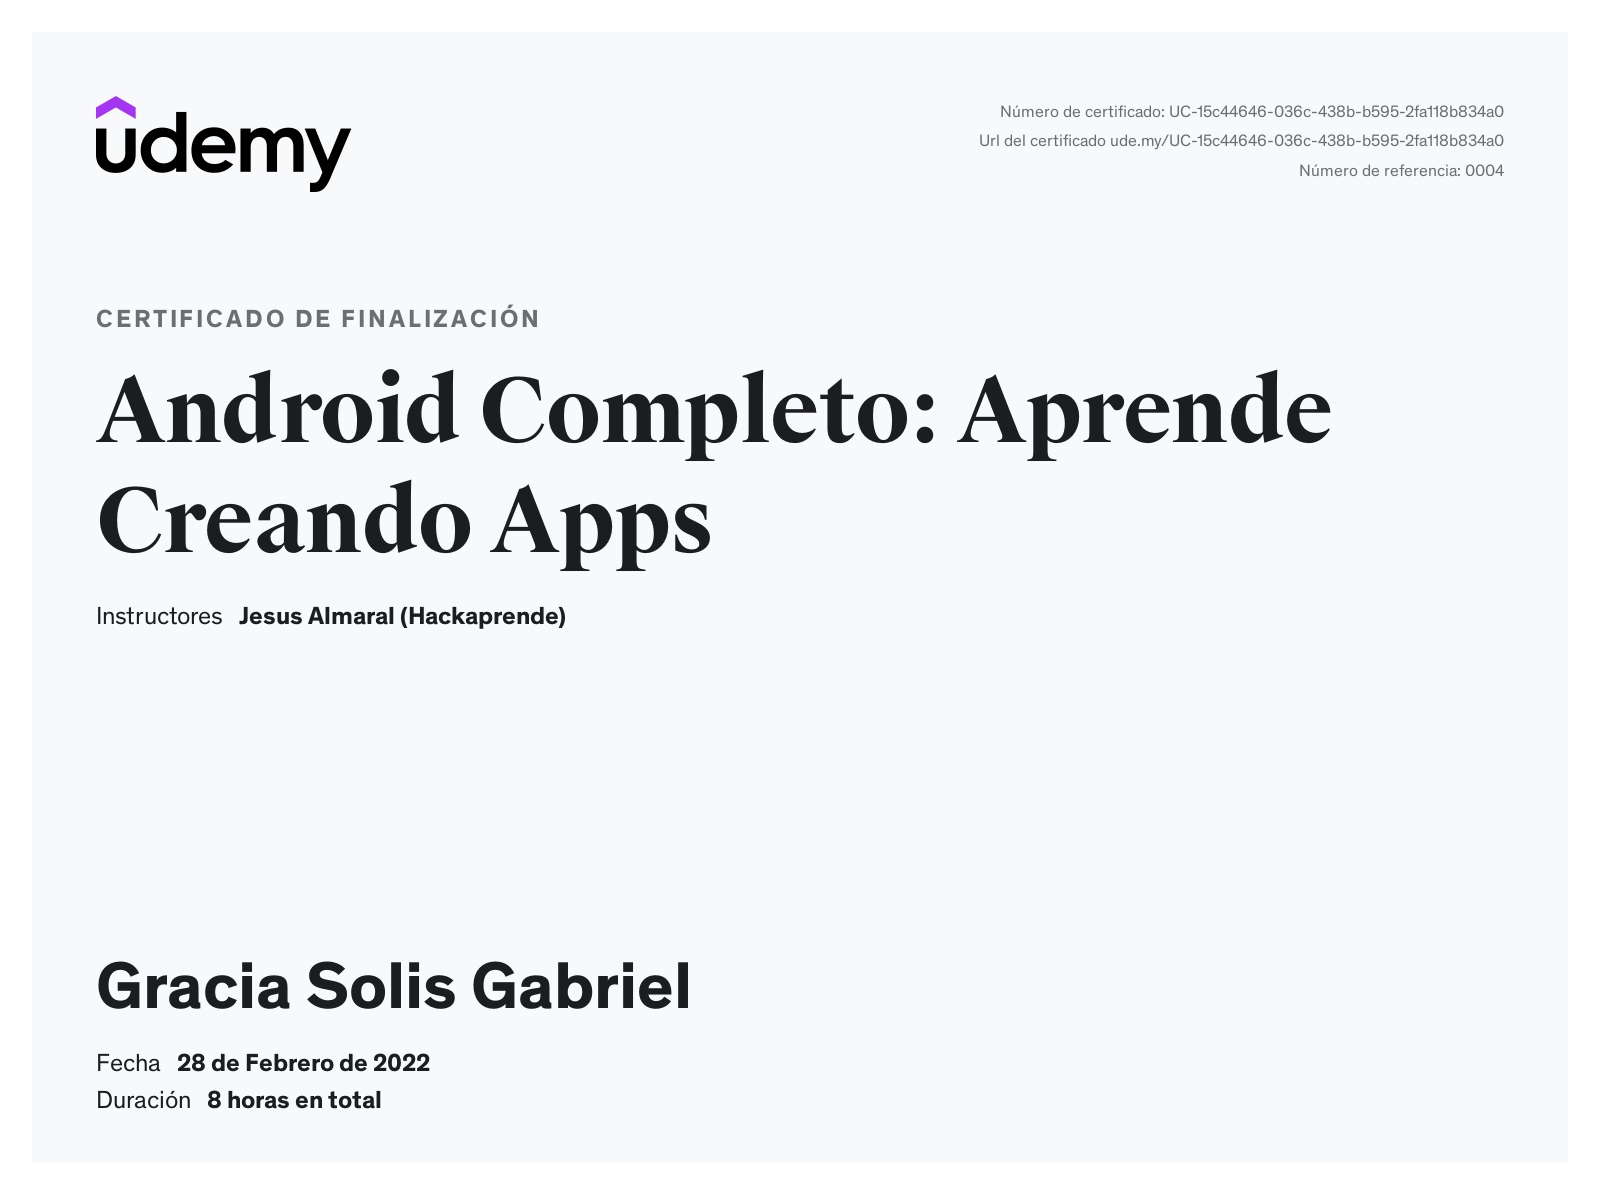 udemy
Número de certificado: UC-15c44646-036c-438b-b595-2fa118b834a0
Url del certificado ude.my/UC-15c44646-036c-438b-b595-2fa118b834a0
Número de referencia: 0004
CERTIFICADO DE FINALIZACIÓN
Android Completo: Aprende
Creando Apps
Instructores Jesus Almaral (Hackaprende)
Gracia Solis Gabriel
Fecha 28 de Febrero de 2022
Duración 8 horas en total